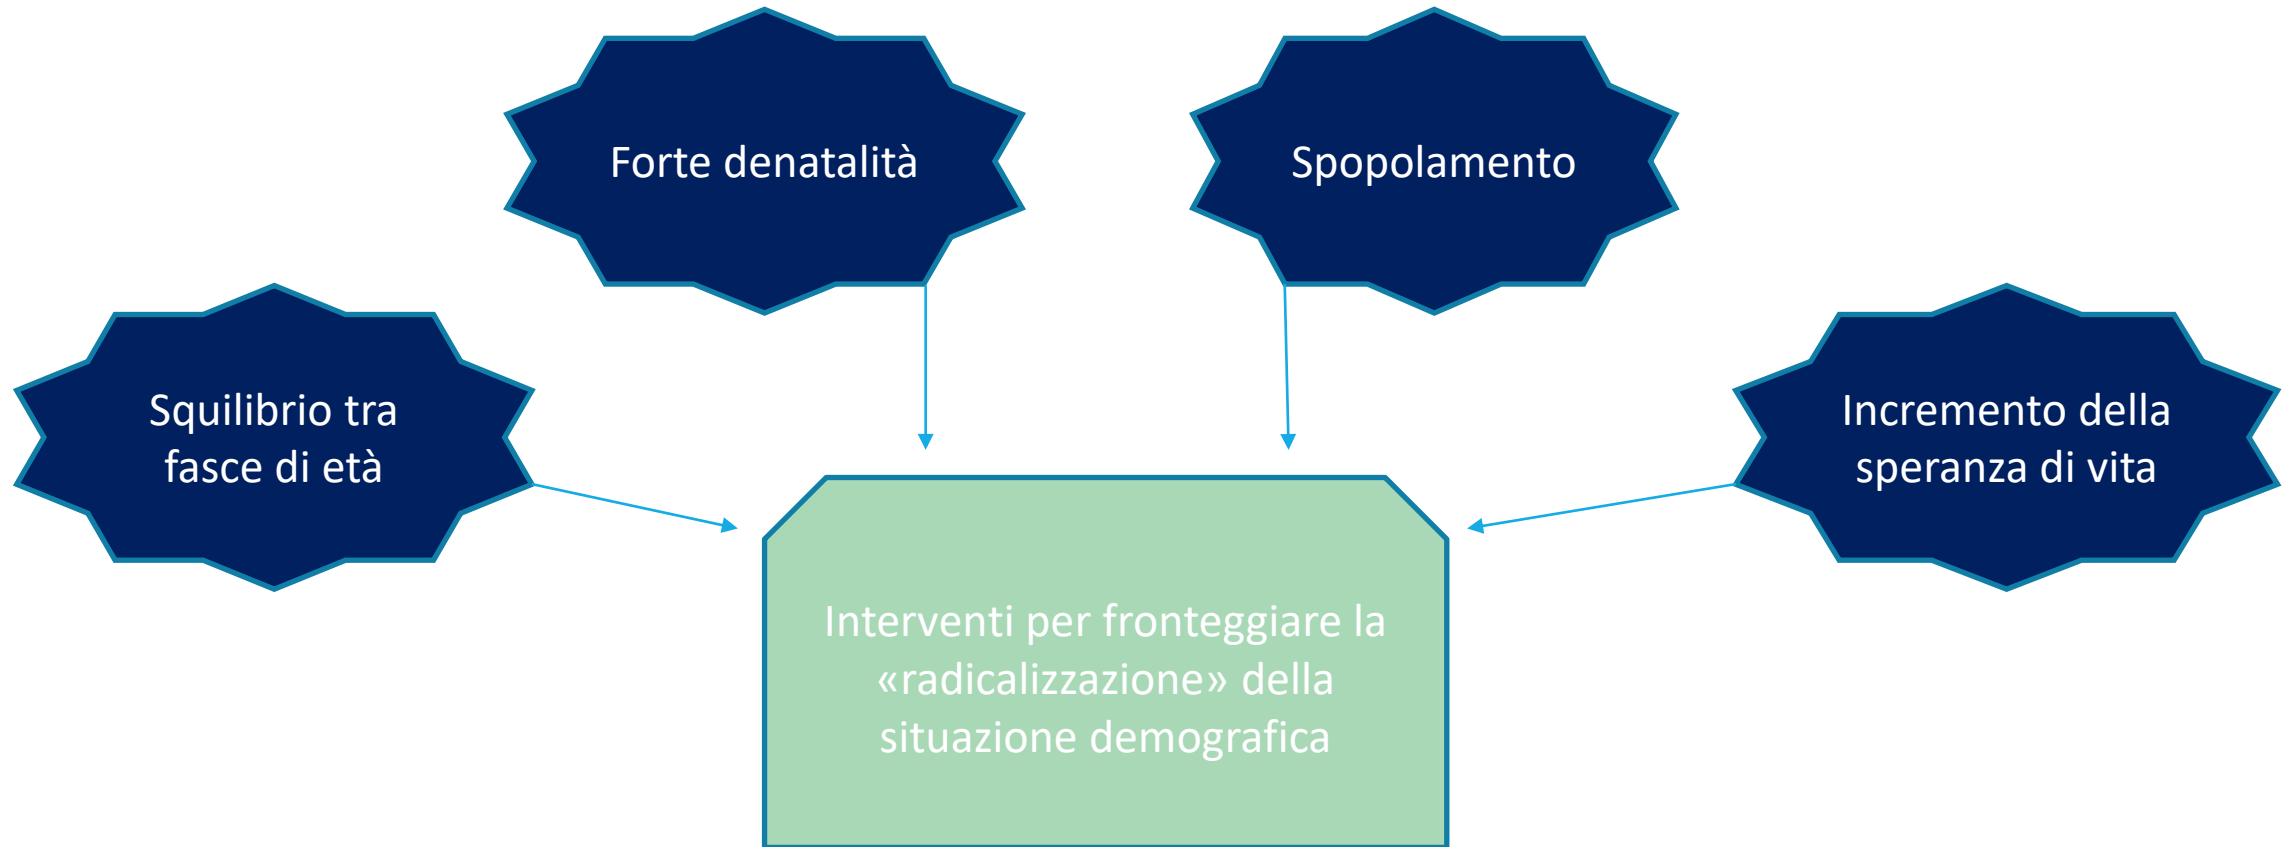 Forte denatalità
Spopolamento
Squilibrio tra
fasce di età
Incremento della
speranza di vita
Interventi per fronteggiare la
«radicalizzazione» della
situazione demografica